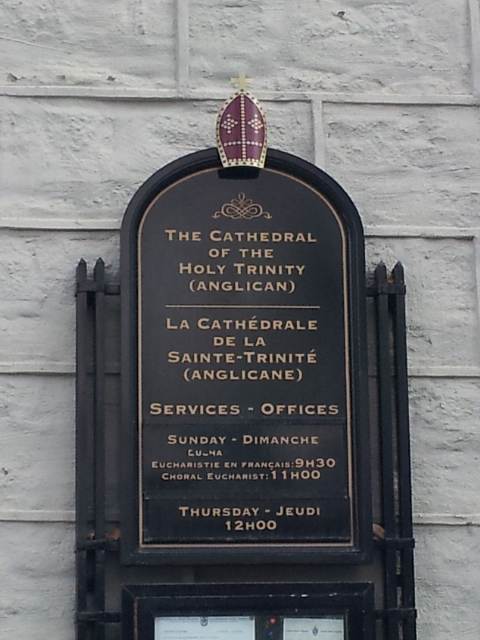 THE CATHEDRAL
OF THE
HOLY TRINITY
(ANGLICAN)
LA CATHÉDRALE
DE LA
SAINTE-TRINITÉ
(ANGLICANE)
SERVICES - OFFICES
SUNDAY - DIMANCHE
EUCHARISTIE EN FRANÇAIS: 9H30
CHORAL EUCHARIST: 11H00
THURSDAY - JEUDI
12H00